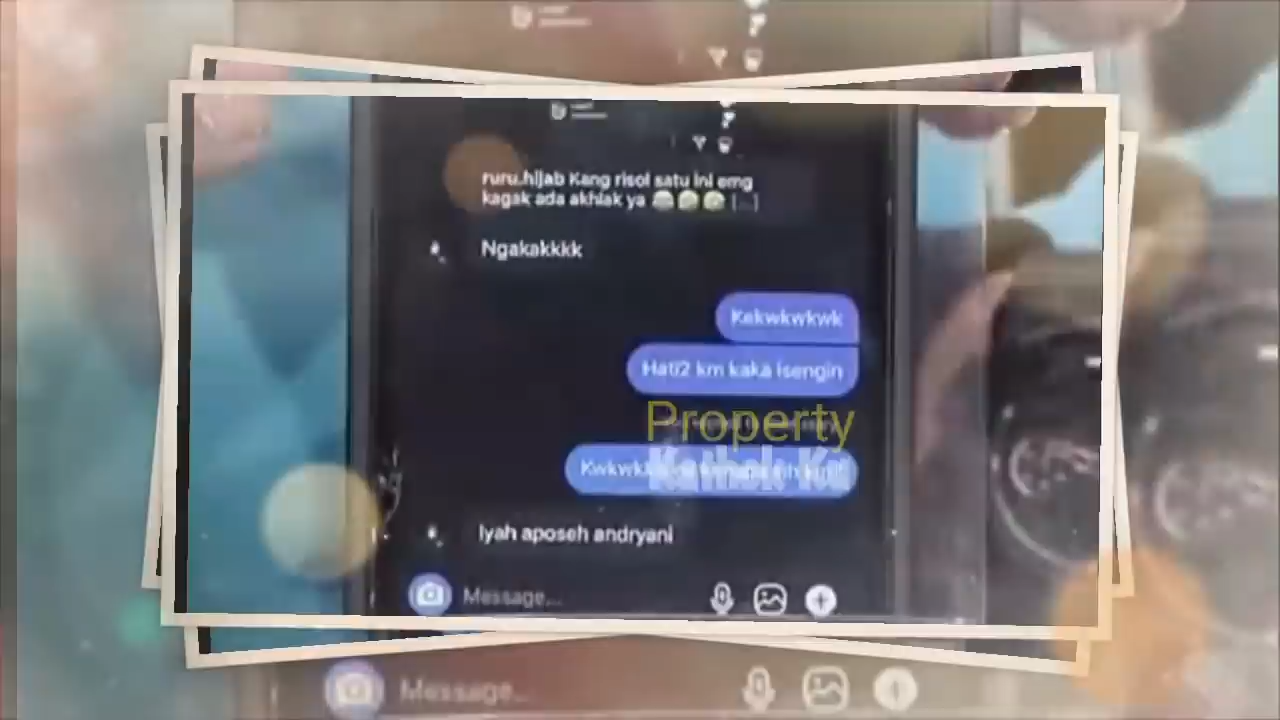 ruru.hijab Kang risol satu ini emg
kagak ada akhlak ya 😂 🤣 🤣 [...]
Ngakakkkk
Kekwkwkwk
Hati2 km kaka isengin
Property
Iyah aposeh andryani
Message...
Message...